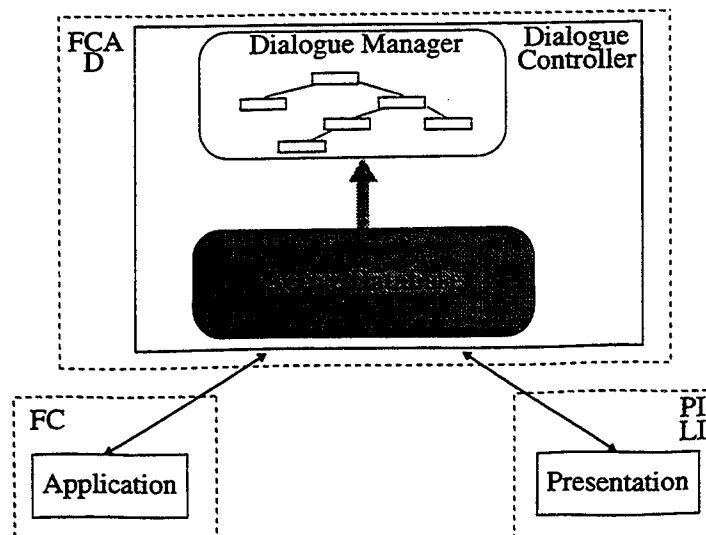 FCA
D
Dialogue Manager
Dialogue
Controller
FC
Application
PI
LI
Presentation